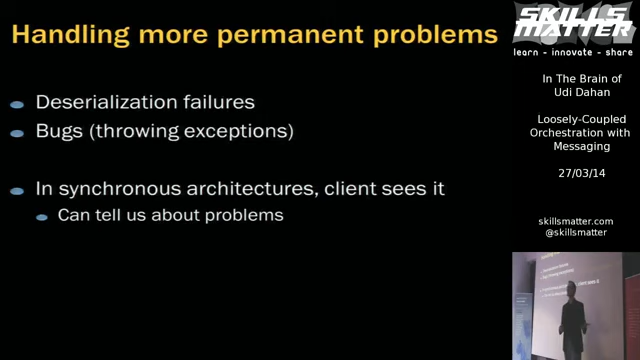 Handling more permanent problems
Deserialization failures
Bugs (throwing exceptions)
In synchronous architectures, client sees it
Can tell us about problems
SKILLS
MATTER
learn - innovate - share
In The Brain of
Udi Dahan
Loosely-Coupled
Orchestration with
Messaging
27/03/14
skillsmatter.com
@skillsmatter